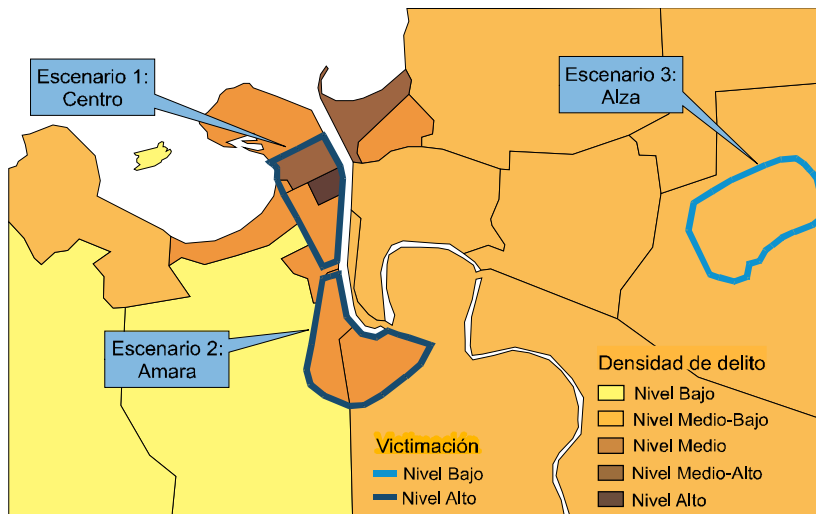 Escenario 1:
Centro
Escenario 3:
Alza
Escenario 2:
Amara
Victimación
Nivel Bajo
Nivel Alto
Densidad de delito
Nivel Bajo
Nivel Medio-Bajo
Nivel Medio
Nivel Medio-Alto
Nivel Alto